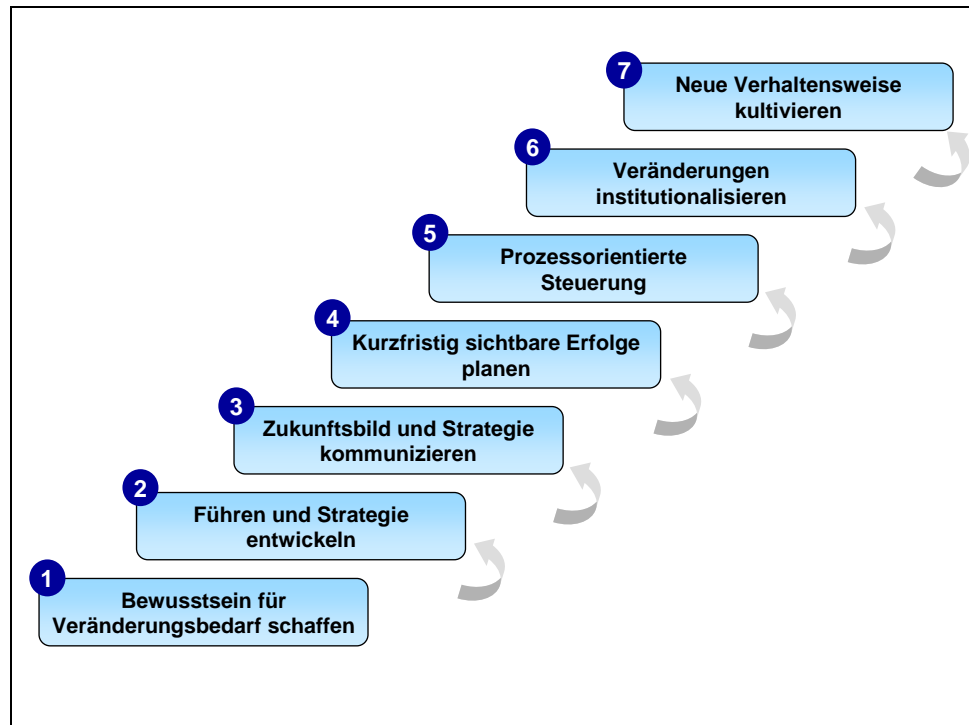 7
Neue Verhaltensweise
kultivieren
6
Veränderungen
institutionalisieren
5
Prozessorientierte
Steuerung
4
Kurzfristig sichtbare Erfolge
planen
3
Zukunftsbild und Strategie
kommunizieren
2
Führen und Strategie
entwickeln
1
Bewusstsein für
Veränderungsbedarf schaffen